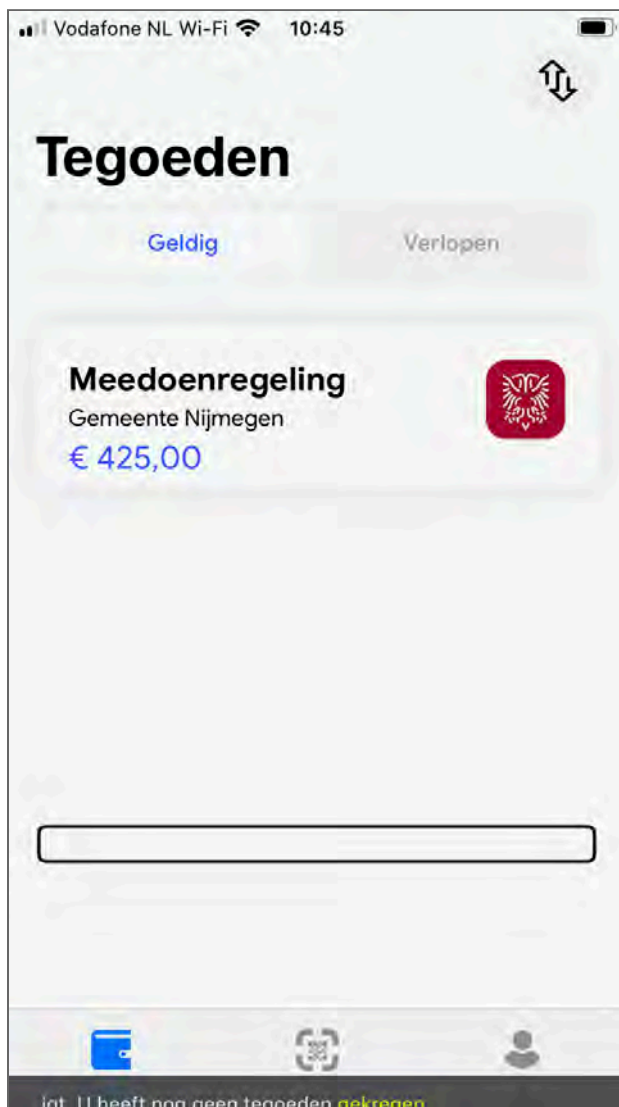 Vodafone NL Wi-Fi 10:45
Tegoeden
Geldig Verlopen
Meedoenregeling
Gemeente Nijmegen
€ 425,00
U heeft nog geen tegoeden gekregen